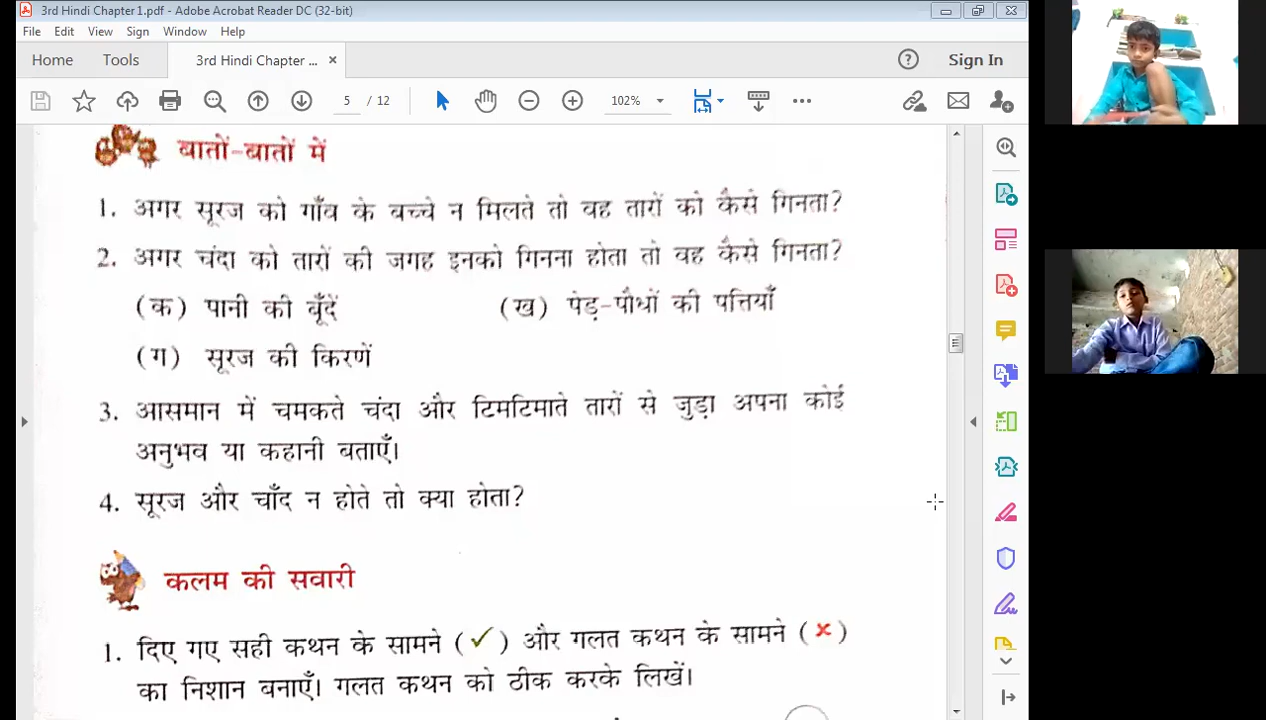 3rd Hindi Chapter 1.pdf - Adobe Acrobat Reader DC (32-bit)
File Edit View Sign Window Help
Home Tools 3rd Hindi Chapter ... × Sign In
5 / 12 102%
बातों-बातों में
1. अगर सूरज को गाँव के बच्चे न मिलते तो वह तारों को कैसे गिनता?
2. अगर चंदा को तारों की जगह इनको गिनना होता तो वह कैसे गिनता?
(क) पानी की बूँदें (ख) पेड़-पौधों की पत्तियाँ
(ग) सूरज की किरणें
3. आसमान में चमकते चंदा और टिमटिमाते तारों से जुड़ा अपना कोई
अनुभव या कहानी बताएँ।
4. सूरज और चाँद न होते तो क्या होता?
कलम की सवारी
1. दिए गए सही कथन के सामने (✓) और गलत कथन के सामने (×)
का निशान बनाएँ। गलत कथन को ठीक करके लिखें।